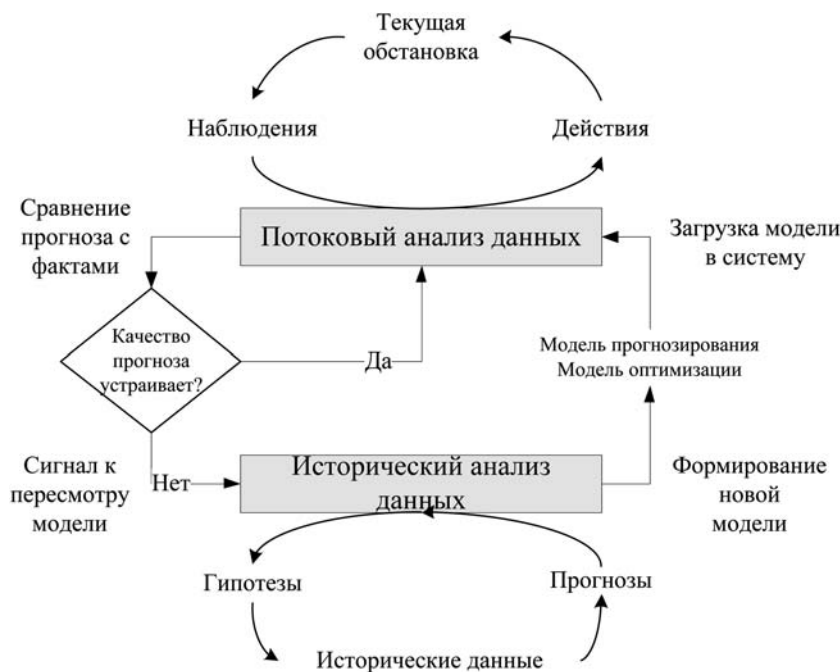 Текущая
обстановка
Наблюдения
Действия
Сравнение
прогноза с
фактами
Потоковый анализ данных
Загрузка модели
в систему
Качество
прогноза
устраивает?
Да
Модель прогнозирования
Модель оптимизации
Сигнал к
пересмотру
модели
Нет
Исторический анализ
данных
Формирование
новой
модели
Гипотезы
Прогнозы
Исторические данные